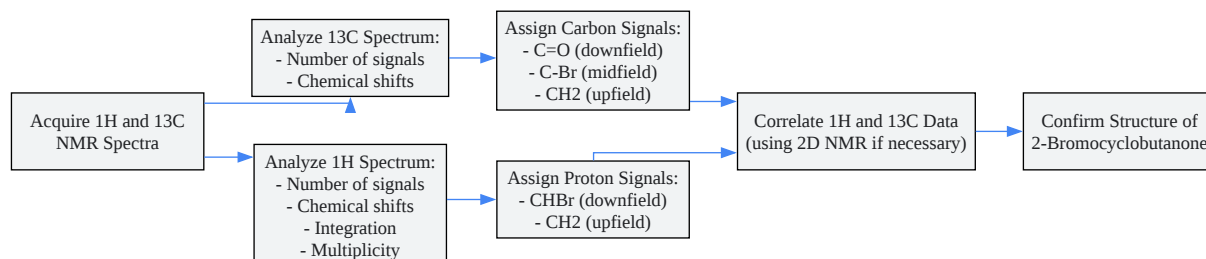 Acquire 1H and 13C
NMR Spectra
Analyze 13C Spectrum:
- Number of signals
- Chemical shifts
Analyze 1H Spectrum:
- Number of signals
- Chemical shifts
- Integration
- Multiplicity
Assign Carbon Signals:
- C=O (downfield)
- C-Br (midfield)
- CH2 (upfield)
Assign Proton Signals:
- CHBr (downfield)
- CH2 (upfield)
Correlate 1H and 13C Data
(using 2D NMR if necessary)
Confirm Structure of
2-Bromocyclobutanone